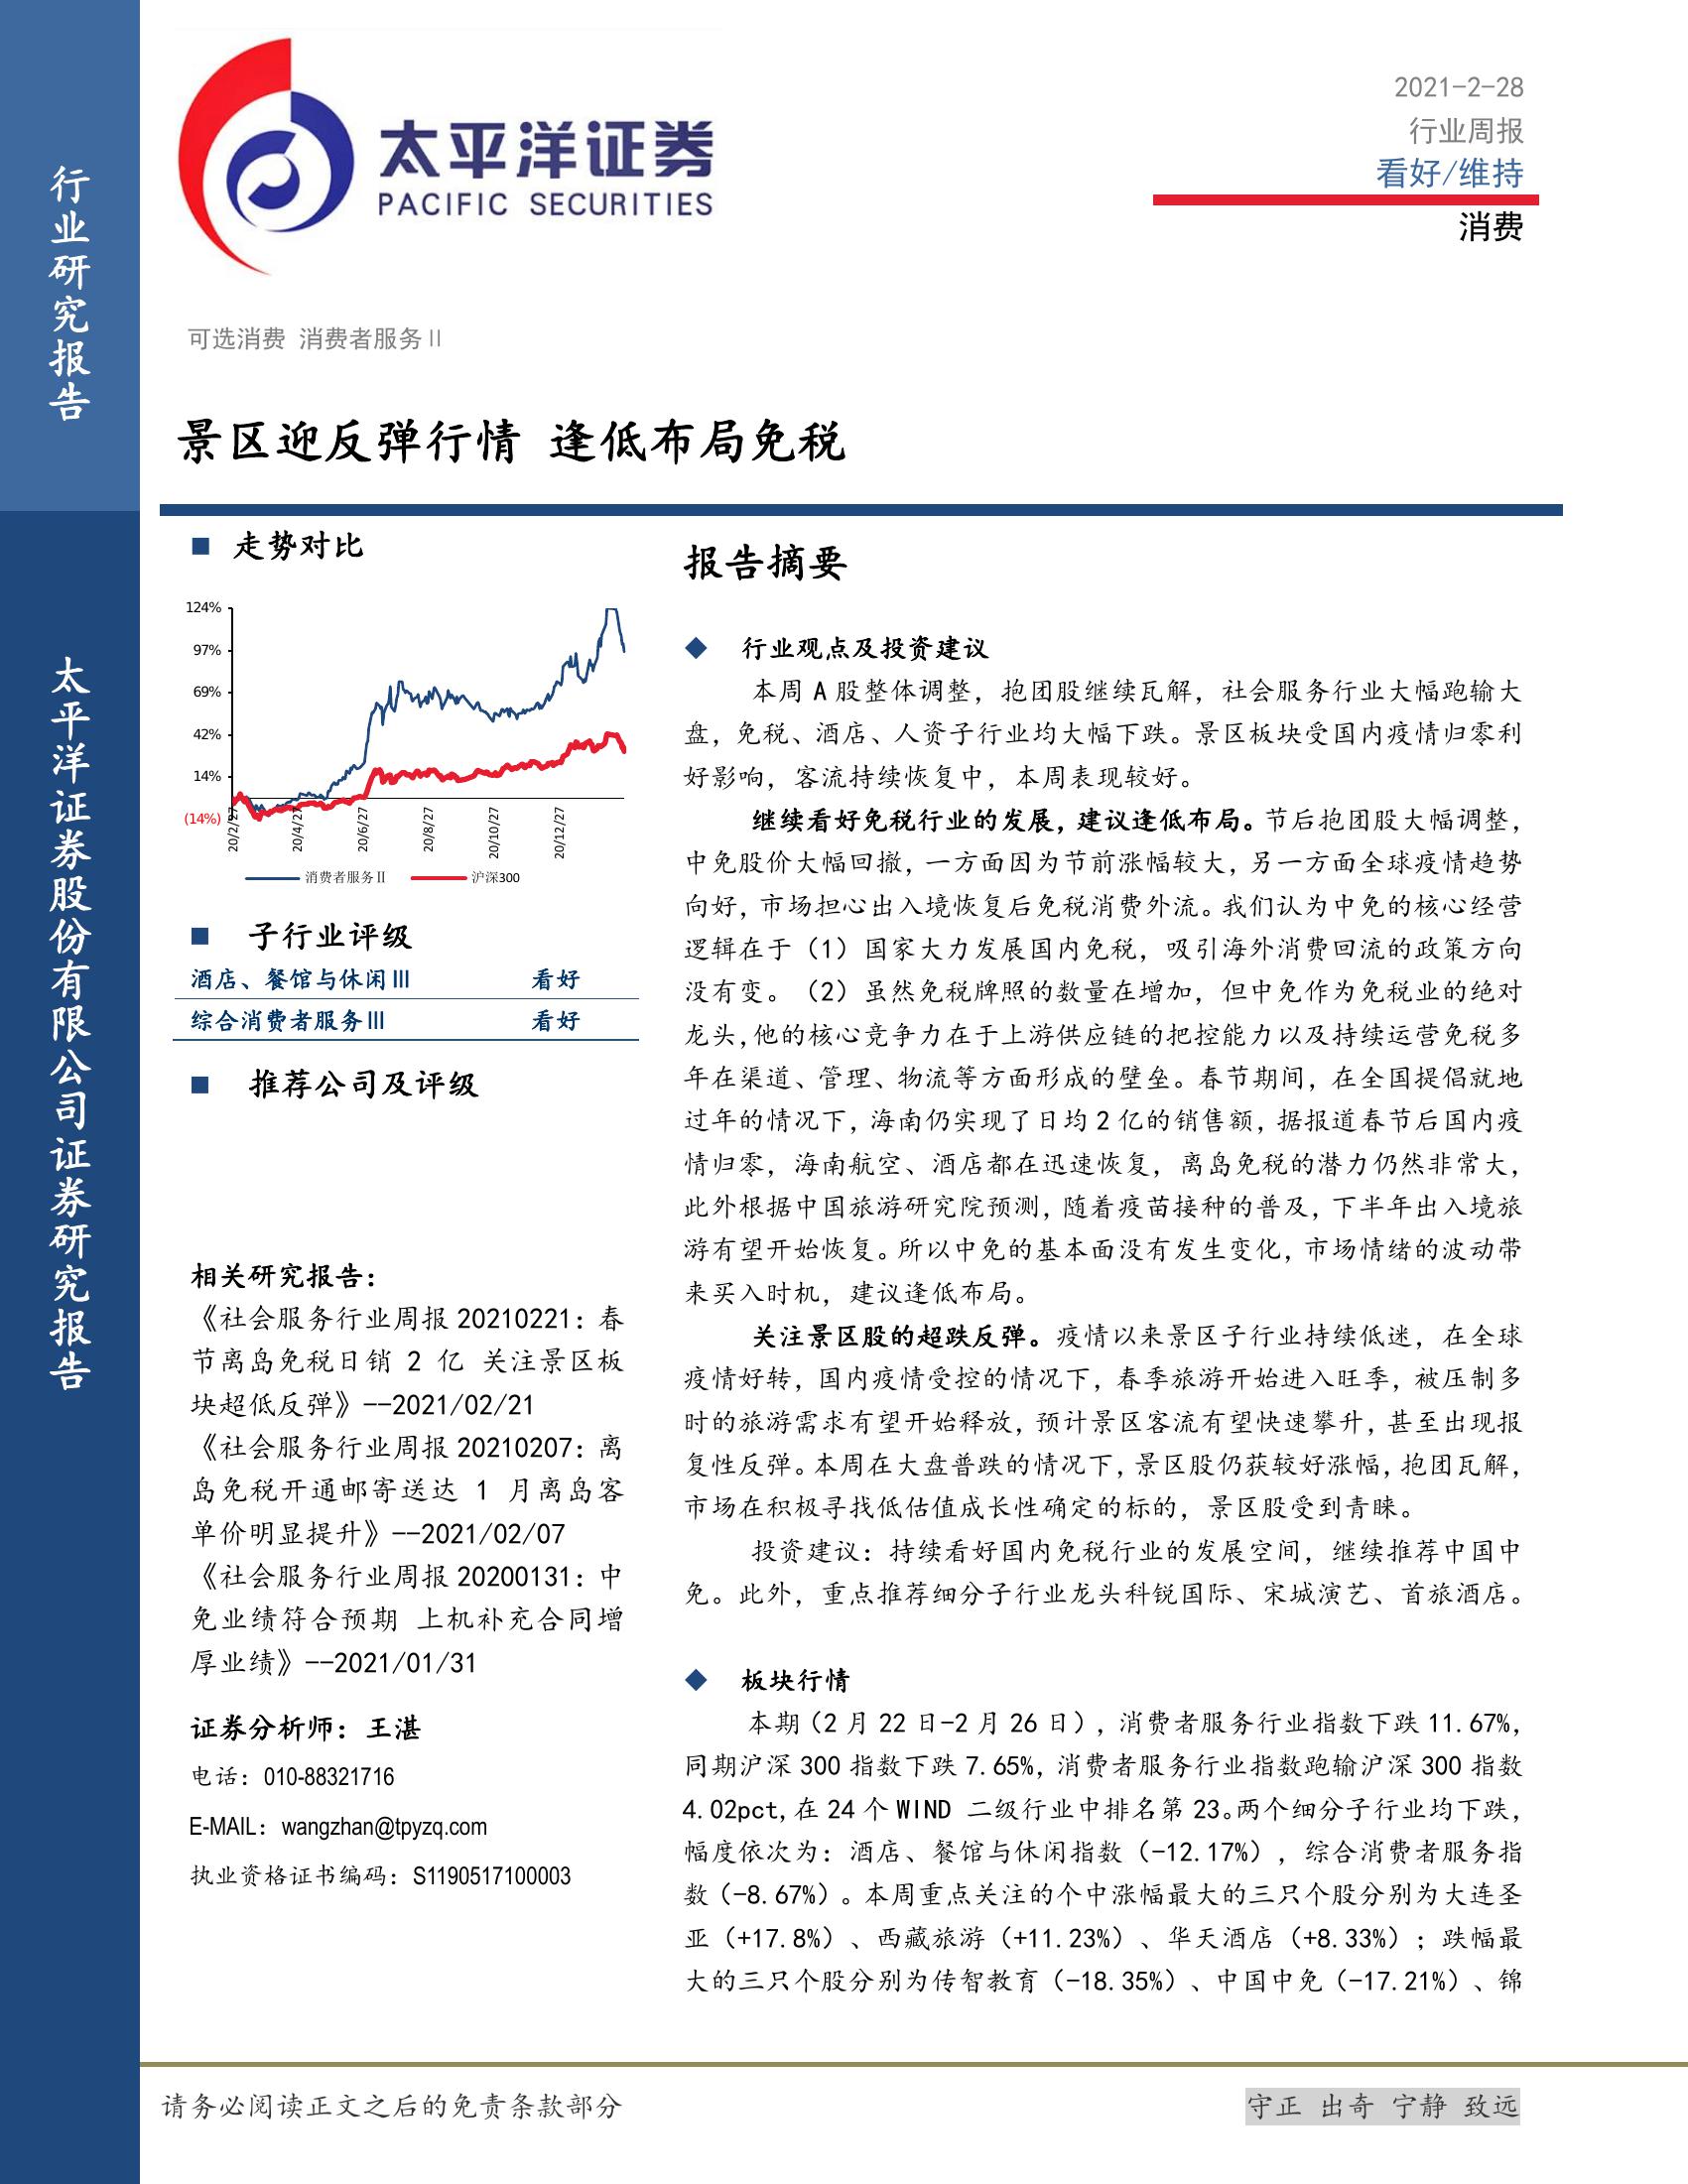 行业研究报告
太平洋证券股份有限公司证券研究报告
太平洋证券
PACIFIC SECURITIES
2021-2-28
行业周报
看好/维持
消费
可选消费 消费者服务Ⅱ
景区迎反弹行情 逢低布局免税
走势对比
124%
97%
69%
42%
14%
(14%)
20/2/27
20/4/27
20/6/27
20/8/27
20/10/27
20/12/27
消费者服务Ⅱ
沪深300
子行业评级
酒店、餐馆与休闲Ⅲ 看好
综合消费者服务Ⅲ 看好
推荐公司及评级
相关研究报告：
《社会服务行业周报 20210221：春
节离岛免税日销 2 亿 关注景区板
块超低反弹》--2021/02/21
《社会服务行业周报 20210207：离
岛免税开通邮寄送达 1 月离岛客
单价明显提升》--2021/02/07
《社会服务行业周报 20200131：中
免业绩符合预期 上机补充合同增
厚业绩》--2021/01/31
证券分析师：王湛
电话：010-88321716
E-MAIL：wangzhan@tpyzq.com
执业资格证书编码：S1190517100003
报告摘要
行业观点及投资建议
本周 A 股整体调整，抱团股继续瓦解，社会服务行业大幅跑输大
盘，免税、酒店、人资子行业均大幅下跌。景区板块受国内疫情归零利
好影响，客流持续恢复中，本周表现较好。
继续看好免税行业的发展，建议逢低布局。节后抱团股大幅调整，
中免股价大幅回撤，一方面因为节前涨幅较大，另一方面全球疫情趋势
向好，市场担心出入境恢复后免税消费外流。我们认为中免的核心经营
逻辑在于（1）国家大力发展国内免税，吸引海外消费回流的政策方向
没有变。（2）虽然免税牌照的数量在增加，但中免作为免税业的绝对
龙头，他的核心竞争力在于上游供应链的把控能力以及持续运营免税多
年在渠道、管理、物流等方面形成的壁垒。春节期间，在全国提倡就地
过年的情况下，海南仍实现了日均 2 亿的销售额，据报道春节后国内疫
情归零，海南航空、酒店都在迅速恢复，离岛免税的潜力仍然非常大，
此外根据中国旅游研究院预测，随着疫苗接种的普及，下半年出入境旅
游有望开始恢复。所以中免的基本面没有发生变化，市场情绪的波动带
来买入时机，建议逢低布局。
关注景区股的超跌反弹。疫情以来景区子行业持续低迷，在全球
疫情好转，国内疫情受控的情况下，春季旅游开始进入旺季，被压制多
时的旅游需求有望开始释放，预计景区客流有望快速攀升，甚至出现报
复性反弹。本周在大盘普跌的情况下，景区股仍获较好涨幅，抱团瓦解，
市场在积极寻找低估值成长性确定的标的，景区股受到青睐。
投资建议：持续看好国内免税行业的发展空间，继续推荐中国中
免。此外，重点推荐细分子行业龙头科锐国际、宋城演艺、首旅酒店。
板块行情
本期（2 月 22 日-2 月 26 日），消费者服务行业指数下跌 11.67%，
同期沪深 300 指数下跌 7.65%，消费者服务行业指数跑输沪深 300 指数
4.02pct，在 24 个 WIND 二级行业中排名第 23。两个细分子行业均下跌，
幅度依次为：酒店、餐馆与休闲指数（-12.17%），综合消费者服务指
数（-8.67%）。本周重点关注的个中涨幅最大的三只个股分别为大连圣
亚（+17.8%）、西藏旅游（+11.23%）、华天酒店（+8.33%）；跌幅最
大的三只个股分别为传智教育（-18.35%）、中国中免（-17.21%）、锦
请务必阅读正文之后的免责条款部分
守正 出奇 宁静 致远